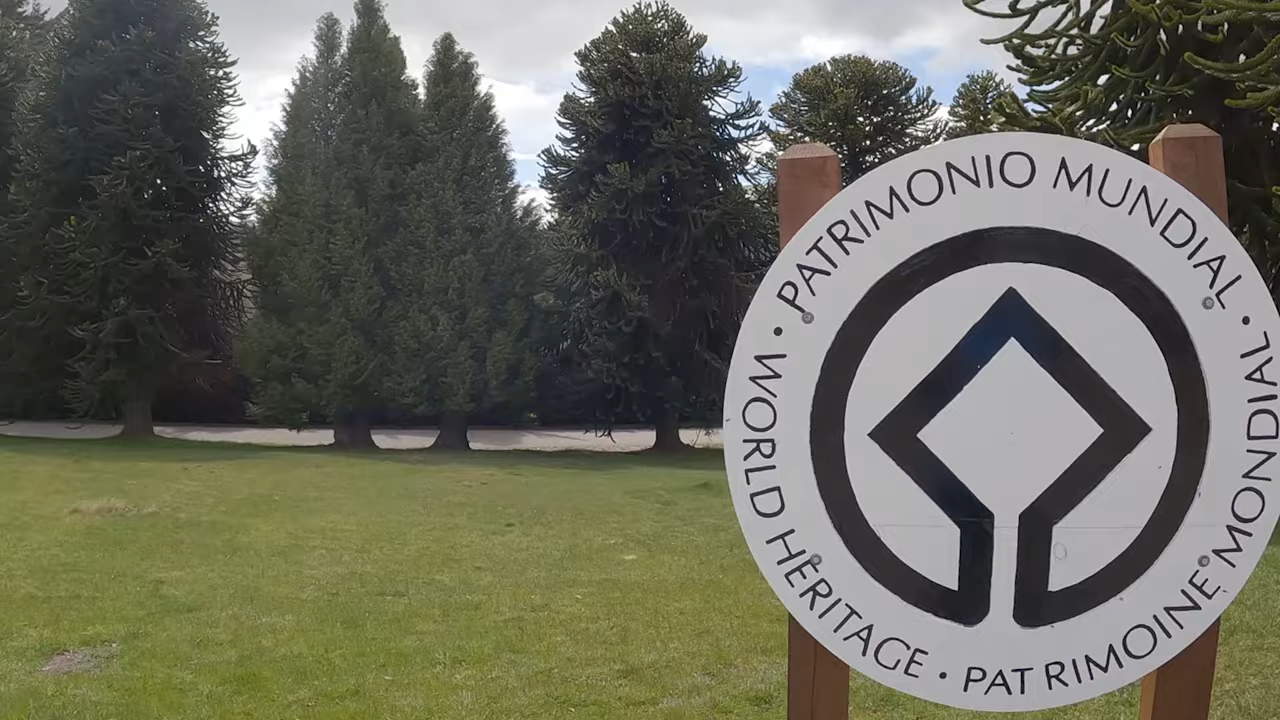 PATRIMONIO MUNDIAL •
WORLD HERITAGE •
PATRIMOINE MONDIAL •